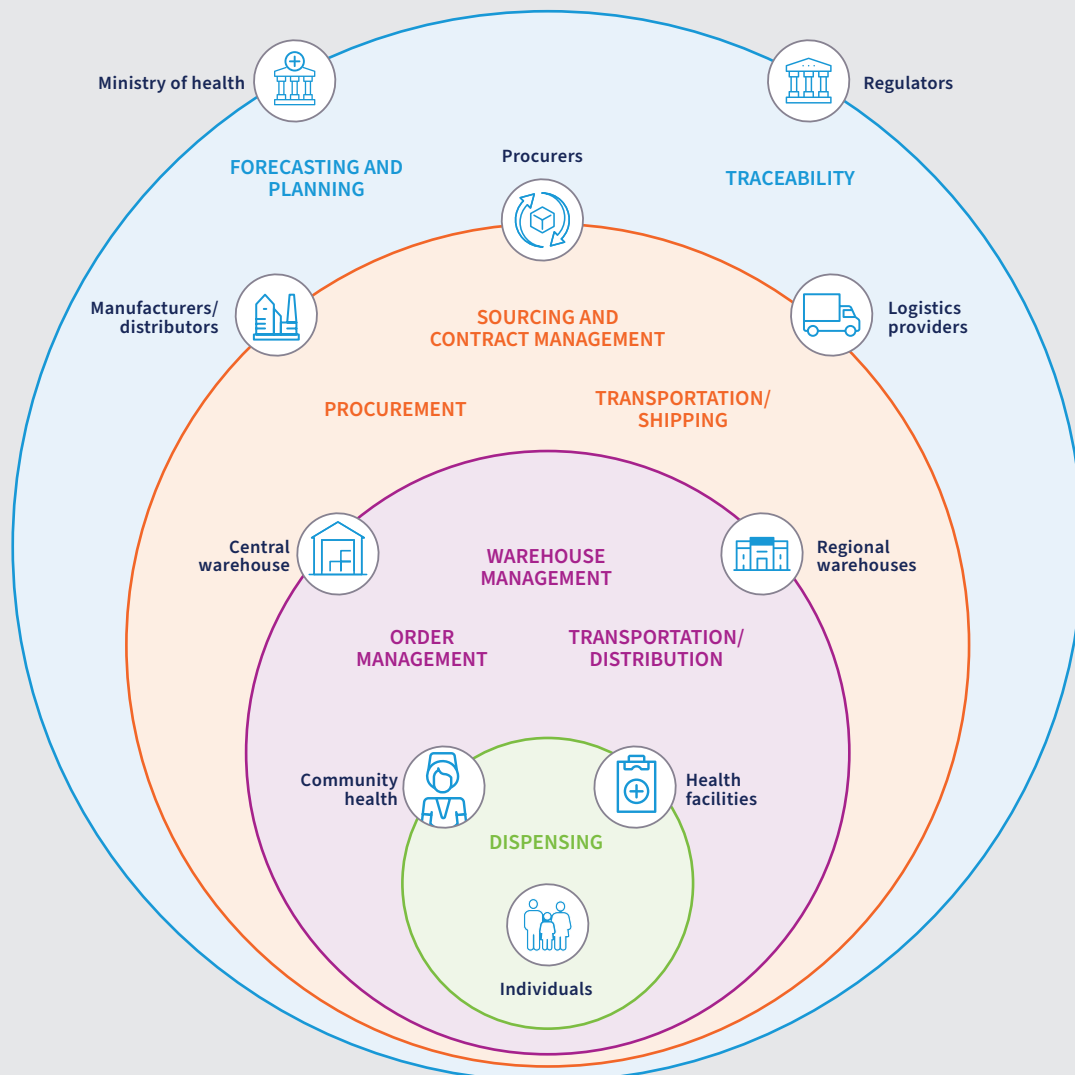 Ministry of health
Regulators
FORECASTING AND
PLANNING
Procurers
TRACEABILITY
Manufacturers/
distributors
SOURCING AND
CONTRACT MANAGEMENT
Logistics
providers
PROCUREMENT
TRANSPORTATION/
SHIPPING
Central
warehouse
WAREHOUSE
MANAGEMENT
Regional
warehouses
ORDER
MANAGEMENT
TRANSPORTATION/
DISTRIBUTION
Community
health
Health
facilities
DISPENSING
Individuals